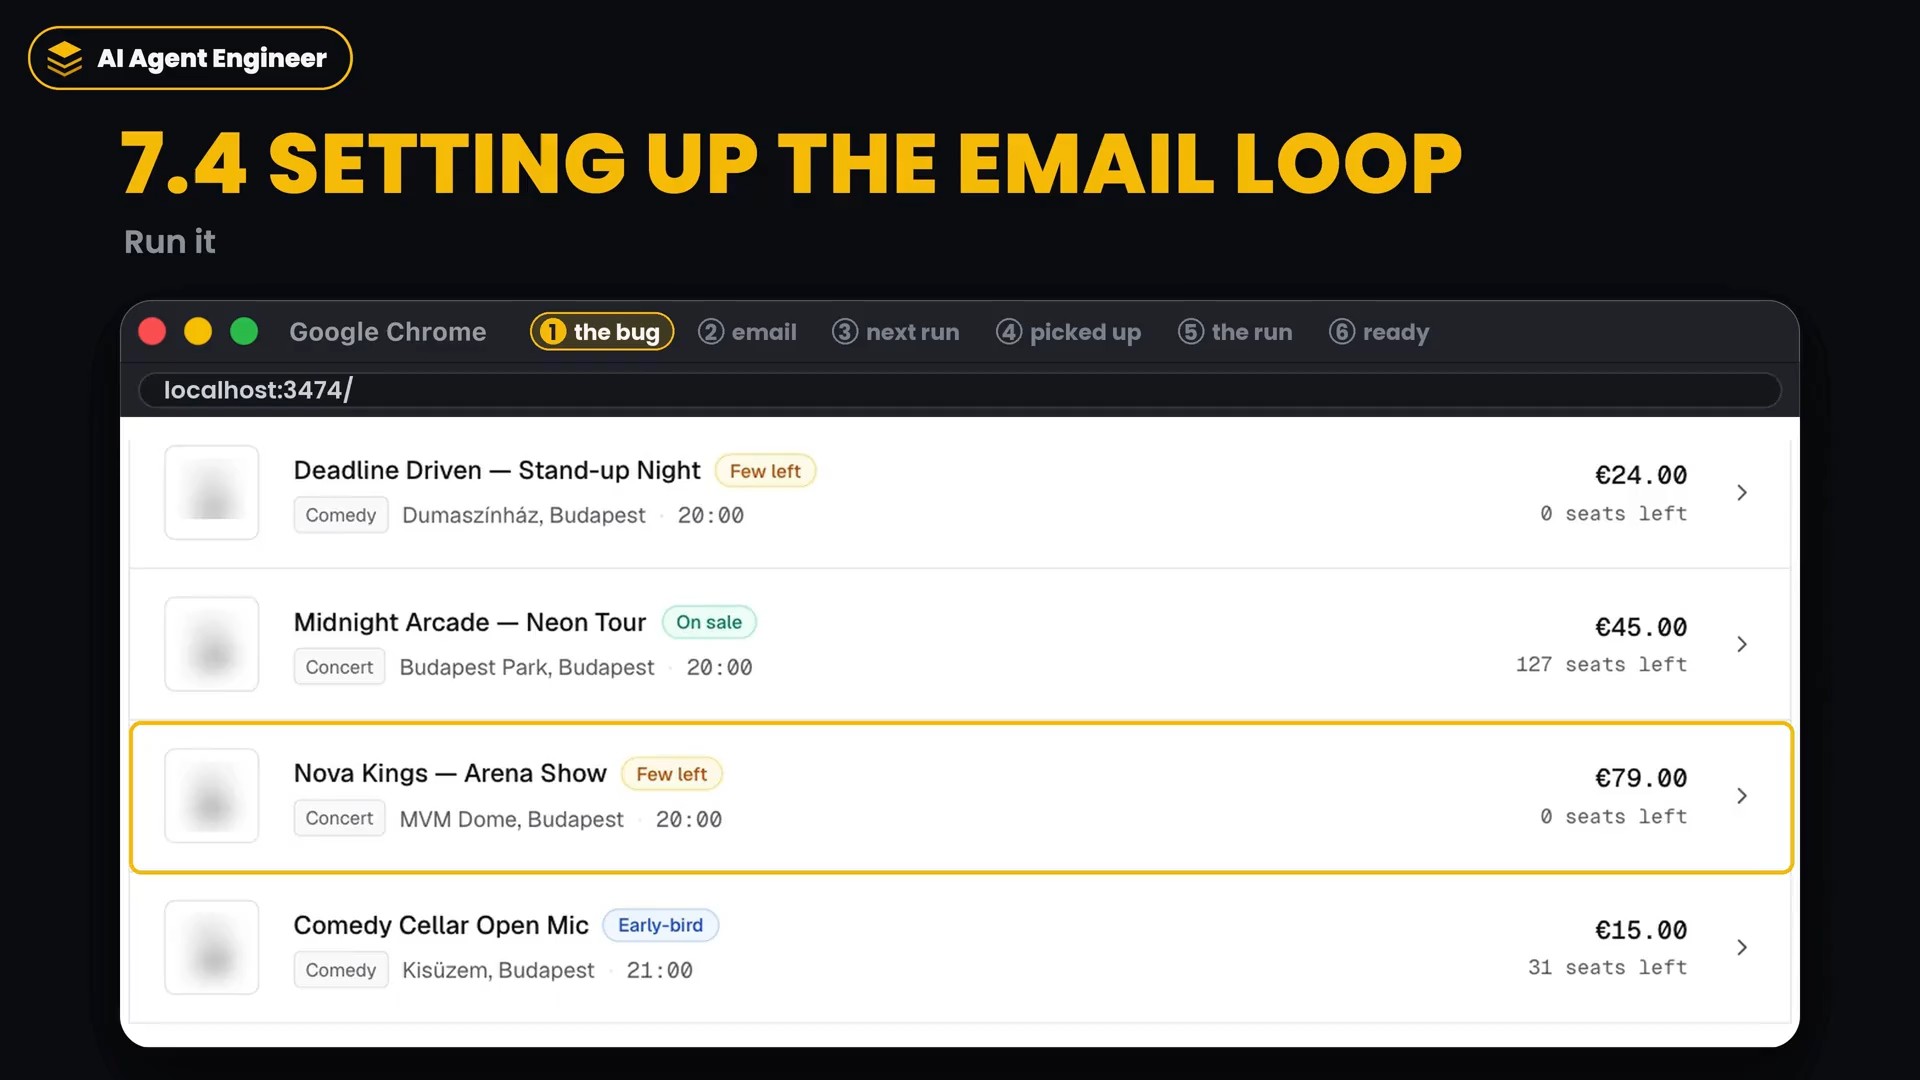 AI Agent Engineer
7.4 SETTING UP THE EMAIL LOOP
Run it
Google Chrome 1 the bug 2 email 3 next run 4 picked up 5 the run 6 ready
localhost:3474/
Deadline Driven — Stand-up Night Few left €24.00
Comedy Dumaszínház, Budapest · 20:00 0 seats left
Midnight Arcade — Neon Tour On sale €45.00
Concert Budapest Park, Budapest · 20:00 127 seats left
Nova Kings — Arena Show Few left €79.00
Concert MVM Dome, Budapest · 20:00 0 seats left
Comedy Cellar Open Mic Early-bird €15.00
Comedy Kisüzem, Budapest · 21:00 31 seats left